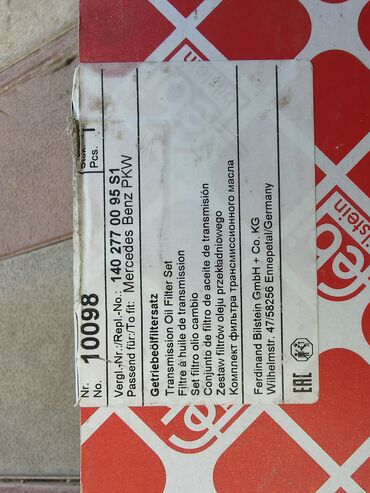 Nr.
No. 10098
Stück
Pcs. 1
Vergl.-Nr.:/Repl.-No.: 140 277 00 95 S1
Passend für:/To fit: Mercedes Benz PKW
Getriebeölfiltersatz
Transmission Oil Filter Set
Filtre à huile de transmission
Set filtro olio cambio
Conjunto de filtro de aceite de transmisión
Zestaw filtrów oleju przekładniowego
Комплект фильтра трансмиссионного масла
Ferdinand Bilstein GmbH + Co. KG
Wilhelmstr. 47/58256 Ennepetal/Germany
EAC
febi
bilstein